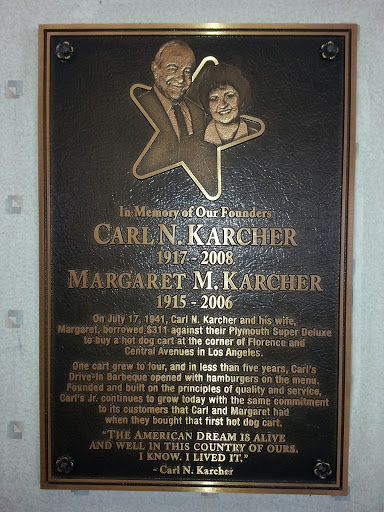 In Memory of Our Founders
CARL N. KARCHER
1917 - 2008
MARGARET M. KARCHER
1915 - 2006
On July 17, 1941, Carl N. Karcher and his wife,
Margaret, borrowed $311 against their Plymouth Super Deluxe
to buy a hot dog cart at the corner of Florence and
Central Avenues in Los Angeles.
One cart grew to four, and in less than five years, Carl's
Drive-In Barbeque opened with hamburgers on the menu.
Founded and built on the principles of quality and service,
Carl's Jr. continues to grow today with the same commitment
to its customers that Carl and Margaret had
when they bought that first hot dog cart.
"THE AMERICAN DREAM IS ALIVE
AND WELL IN THIS COUNTRY OF OURS.
I KNOW. I LIVED IT."
- Carl N. Karcher